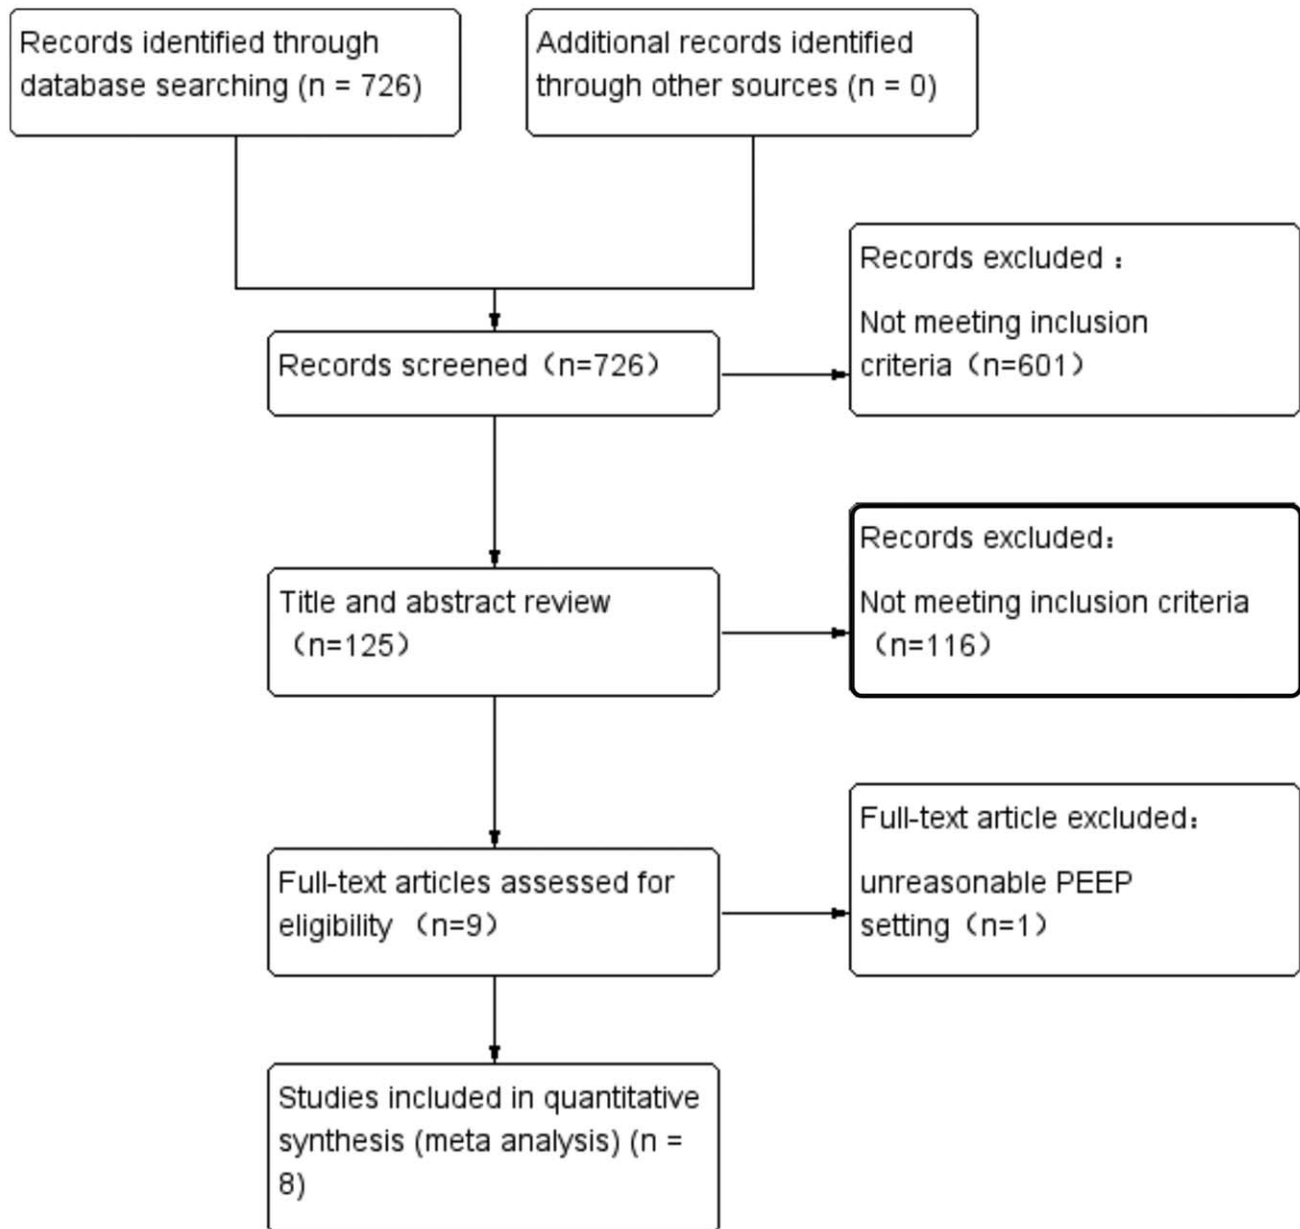 Records identified through
database searching (n = 726)
Additional records identified
through other sources (n = 0)
Records excluded：
Not meeting inclusion
criteria（n=601）
Records screened（n=726）
Records excluded：
Not meeting inclusion criteria
（n=116）
Title and abstract review
（n=125）
Full-text article excluded：
unreasonable PEEP
setting（n=1）
Full-text articles assessed for
eligibility （n=9）
Studies included in quantitative
synthesis (meta analysis) (n =
8)